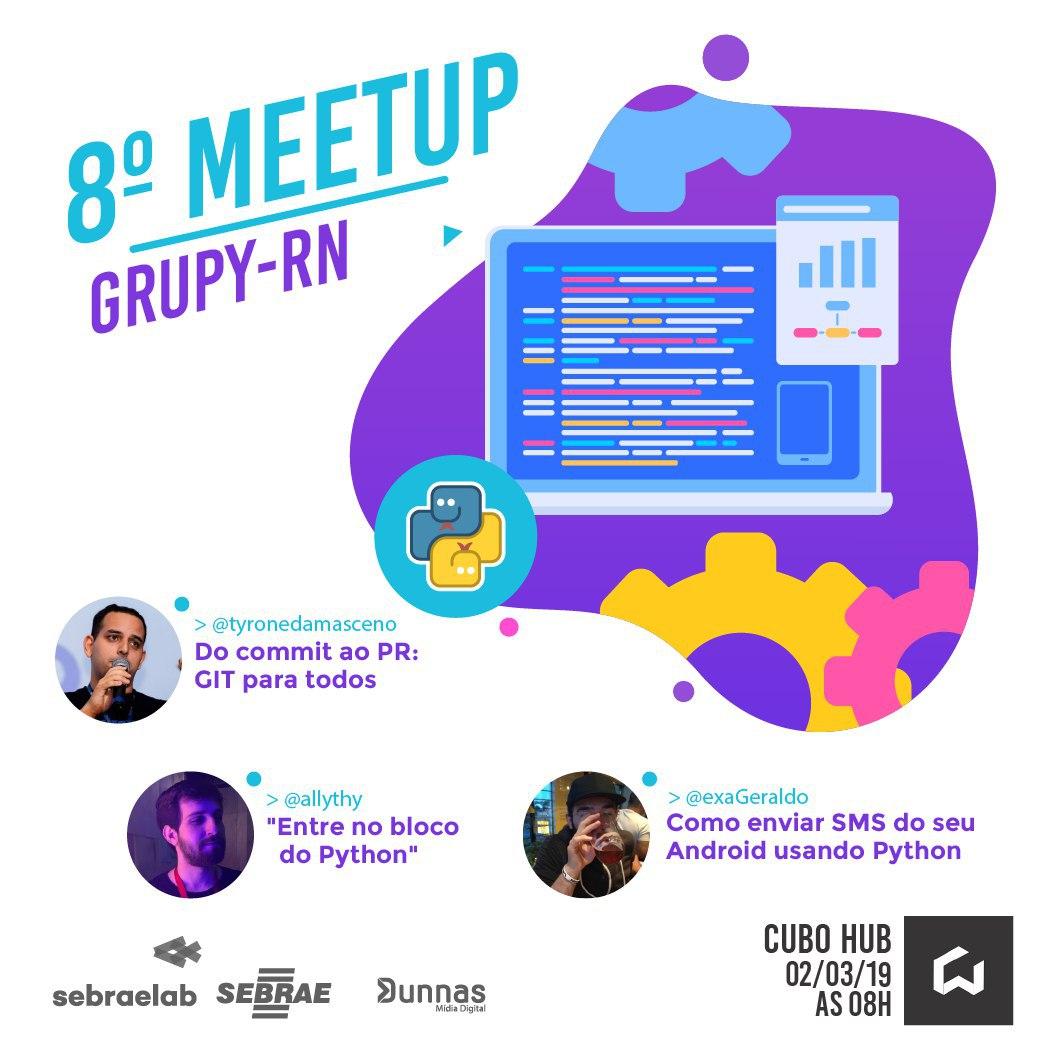 8º MEETUP
GRUPY-RN
> @tyronedamasceno
Do commit ao PR:
GIT para todos
> @allythy
"Entre no bloco
do Python"
> @exaGeraldo
Como enviar SMS do seu
Android usando Python
sebraelab
SEBRAE
Dunnas
Mídia Digital
CUBO HUB
02/03/19
AS 08H